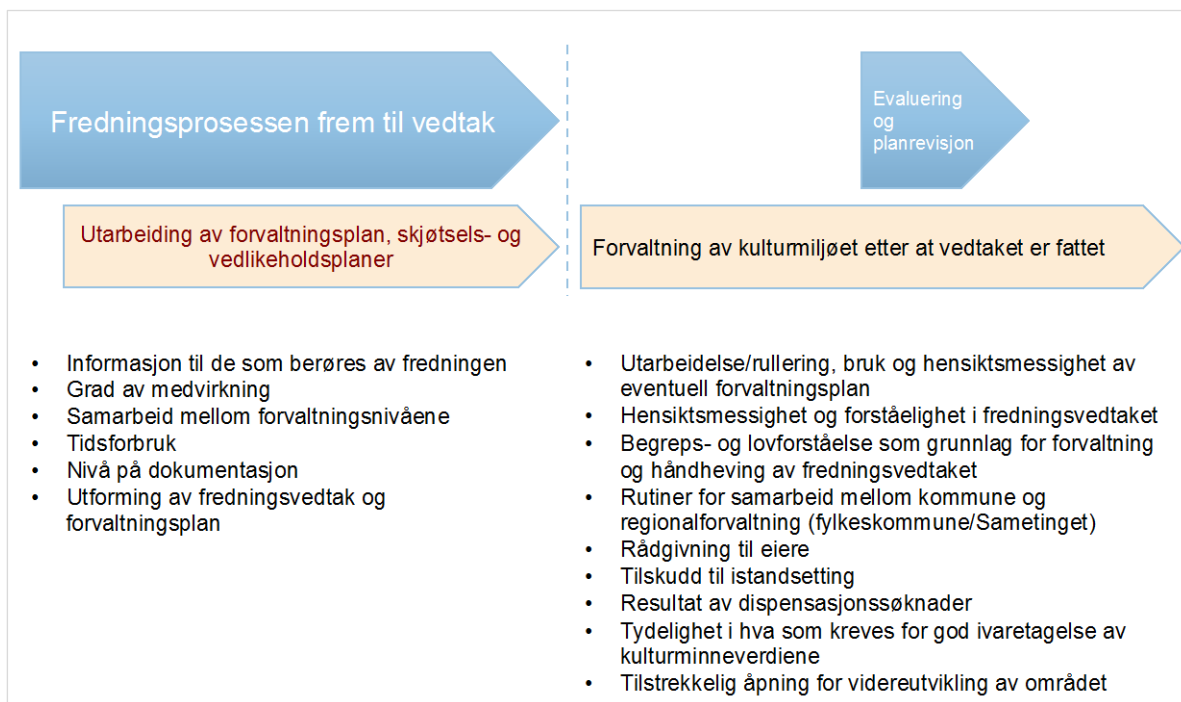 Fredningsprosessen frem til vedtak
Evaluering
og
planrevisjon
Utarbeiding av forvaltningsplan, skjøtsels- og
vedlikeholdsplaner
Forvaltning av kulturmiljøet etter at vedtaket er fattet
• Informasjon til de som berøres av fredningen
• Grad av medvirkning
• Samarbeid mellom forvaltningsnivåene
• Tidsforbruk
• Nivå på dokumentasjon
• Utforming av fredningsvedtak og
forvaltningsplan
• Utarbeidelse/rullering, bruk og hensiktsmessighet av
eventuell forvaltningsplan
• Hensiktsmessighet og forståelighet i fredningsvedtaket
• Begreps- og lovforståelse som grunnlag for forvaltning
og håndheving av fredningsvedtaket
• Rutiner for samarbeid mellom kommune og
regionalforvaltning (fylkeskommune/Sametinget)
• Rådgivning til eiere
• Tilskudd til istandsetting
• Resultat av dispensasjonssøknader
• Tydelighet i hva som kreves for god ivaretagelse av
kulturminneverdiene
• Tilstrekkelig åpning for videreutvikling av området